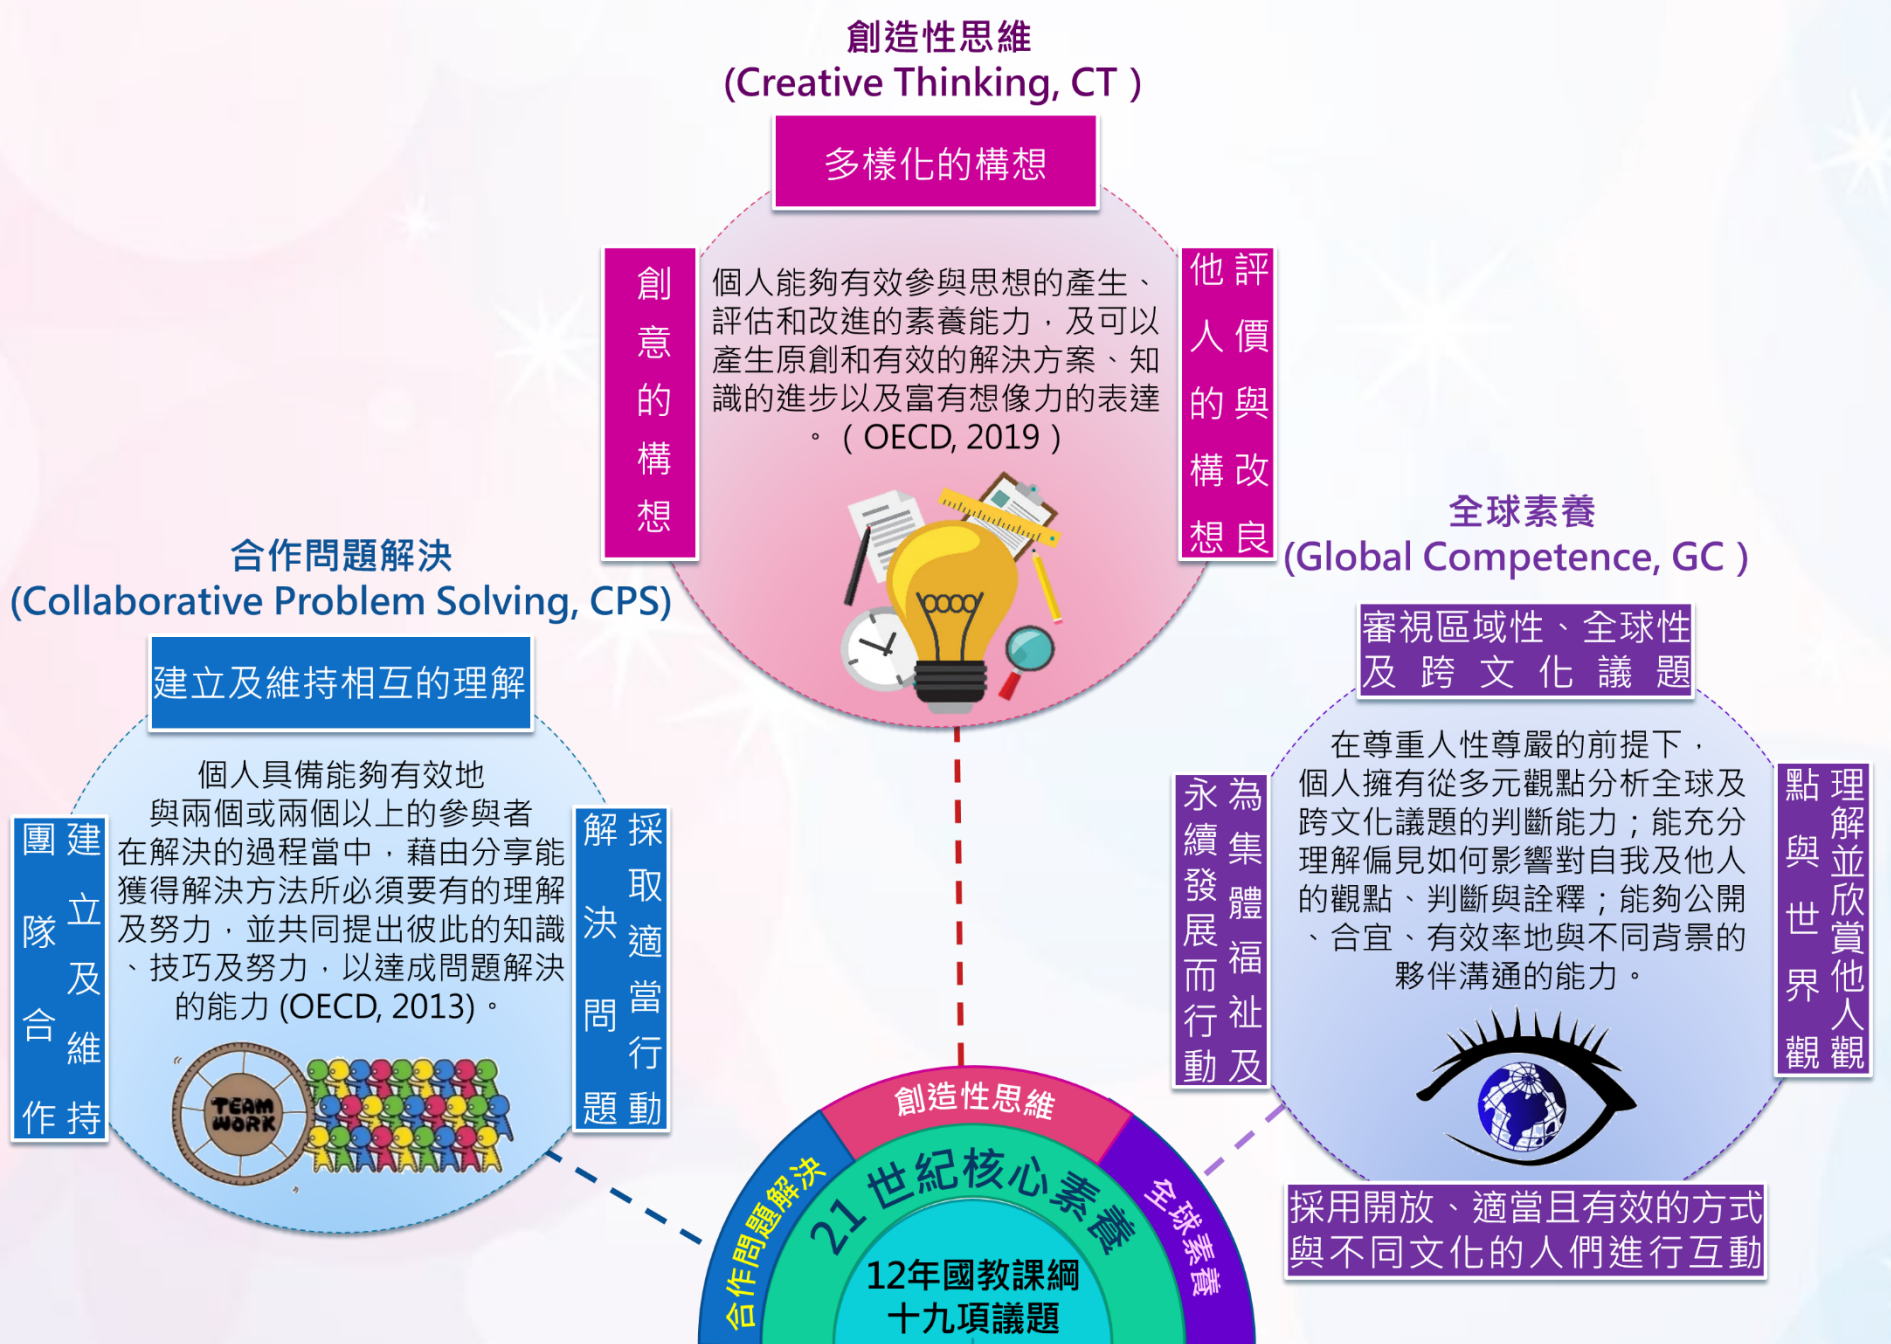 創造性思維
(Creative Thinking, CT )
多樣化的構想
創意的構想
個人能夠有效參與思想的產生、
評估和改進的素養能力，及可以
產生原創和有效的解決方案、知
識的進步以及富有想像力的表達
。（ OECD, 2019 ）
評價與改良
他人的構想
合作問題解決
(Collaborative Problem Solving, CPS)
建立及維持相互的理解
建立及維持
團隊合作
個人具備能夠有效地
與兩個或兩個以上的參與者
在解決的過程當中，藉由分享能
獲得解決方法所必須要有的理解
及努力，並共同提出彼此的知識
、技巧及努力，以達成問題解決
的能力 (OECD, 2013)。
TEAM
WORK
採取適當行動
解決問題
全球素養
(Global Competence, GC )
審視區域性、全球性
及跨文化議題
為集體福祉及
永續發展而行動
在尊重人性尊嚴的前提下，
個人擁有從多元觀點分析全球及
跨文化議題的判斷能力；能充分
理解偏見如何影響對自我及他人
的觀點、判斷與詮釋；能夠公開
、合宜、有效率地與不同背景的
夥伴溝通的能力。
理解並欣賞他人觀
點與世界觀
採用開放、適當且有效的方式
與不同文化的人們進行互動
合作問題解決
創造性思維
全球素養
21 世紀核心素養
12年國教課綱
十九項議題